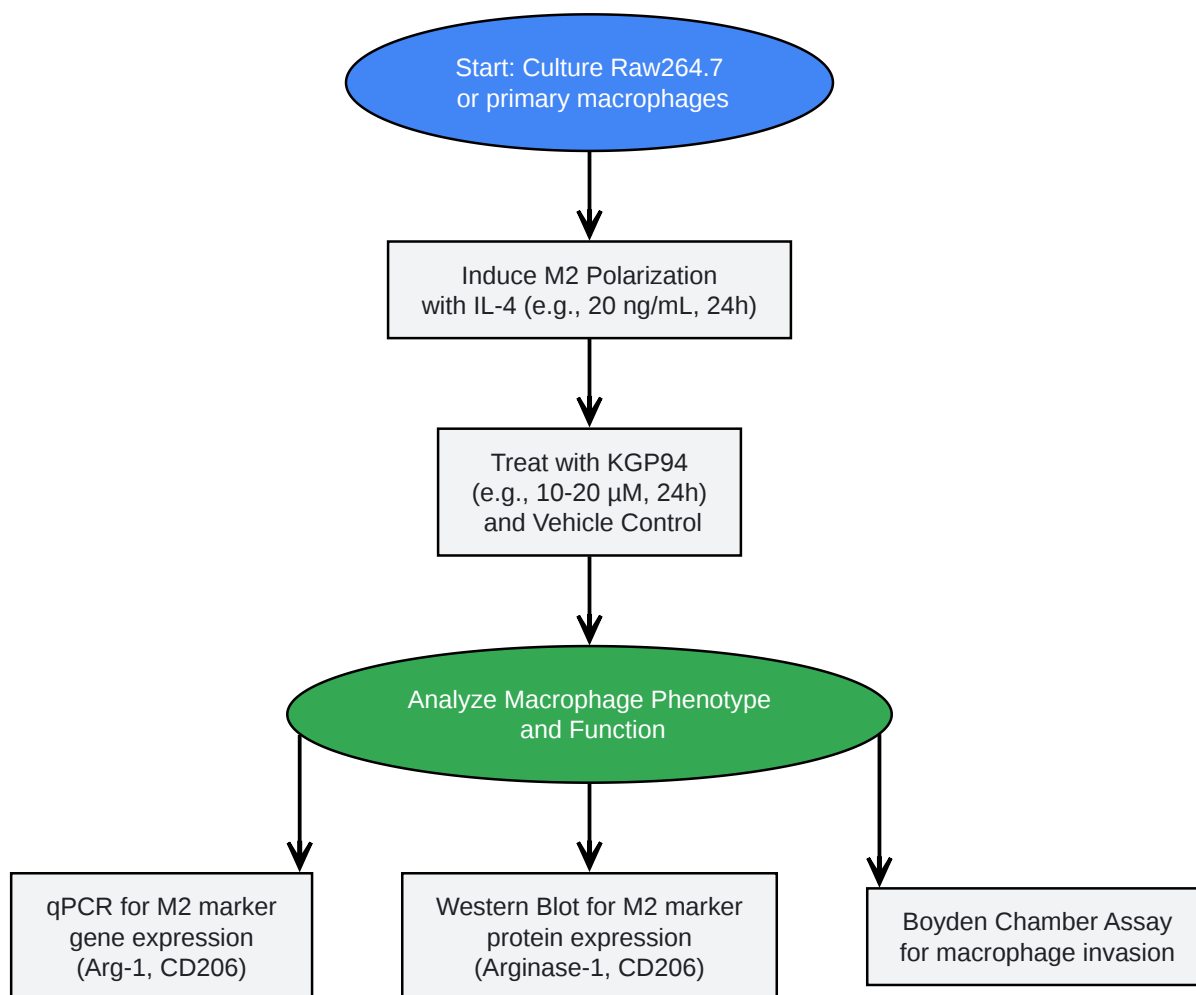 Start: Culture Raw264.7
or primary macrophages
Induce M2 Polarization
with IL-4 (e.g., 20 ng/mL, 24h)
Treat with KGP94
(e.g., 10-20 µM, 24h)
and Vehicle Control
Analyze Macrophage Phenotype
and Function
qPCR for M2 marker
gene expression
(Arg-1, CD206)
Western Blot for M2 marker
protein expression
(Arginase-1, CD206)
Boyden Chamber Assay
for macrophage invasion